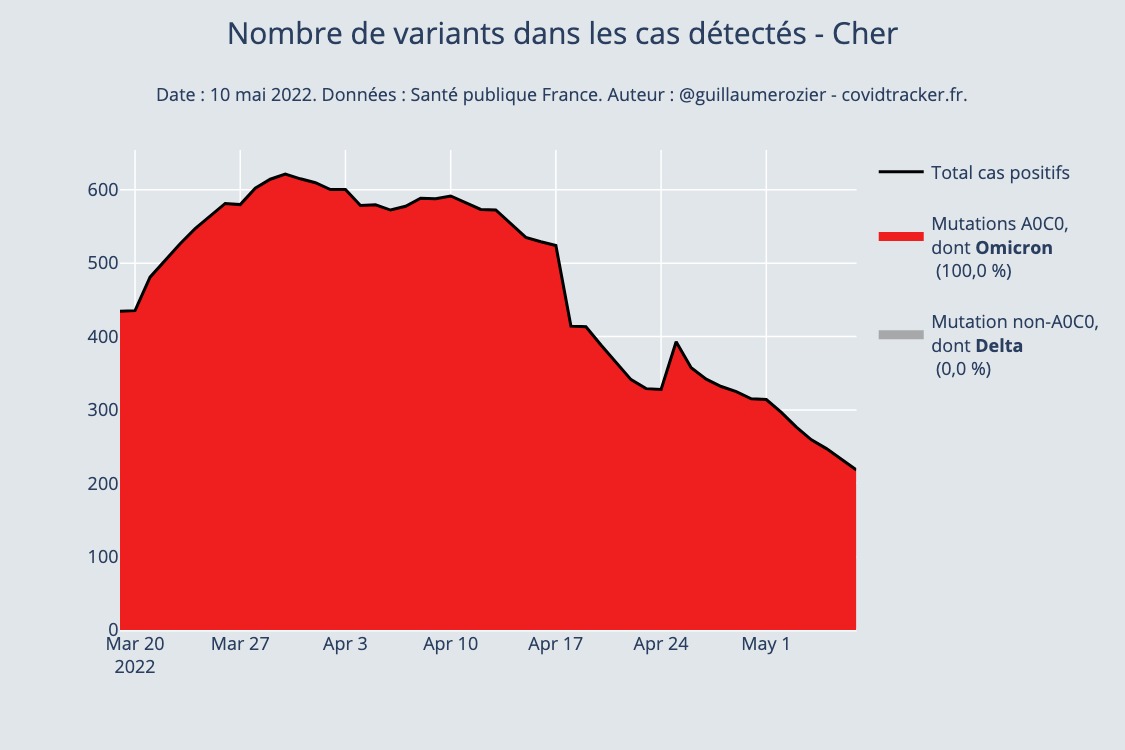 Nombre de variants dans les cas détectés - Cher
Date : 10 mai 2022. Données : Santé publique France. Auteur : @guillaumerozier - covidtracker.fr.
Total cas positifs
Mutations A0C0,
dont Omicron
(100,0 %)
Mutation non-A0C0,
dont Delta
(0,0 %)
600
500
400
300
200
100
0
Mar 20 Mar 27 Apr 3 Apr 10 Apr 17 Apr 24 May 1
2022